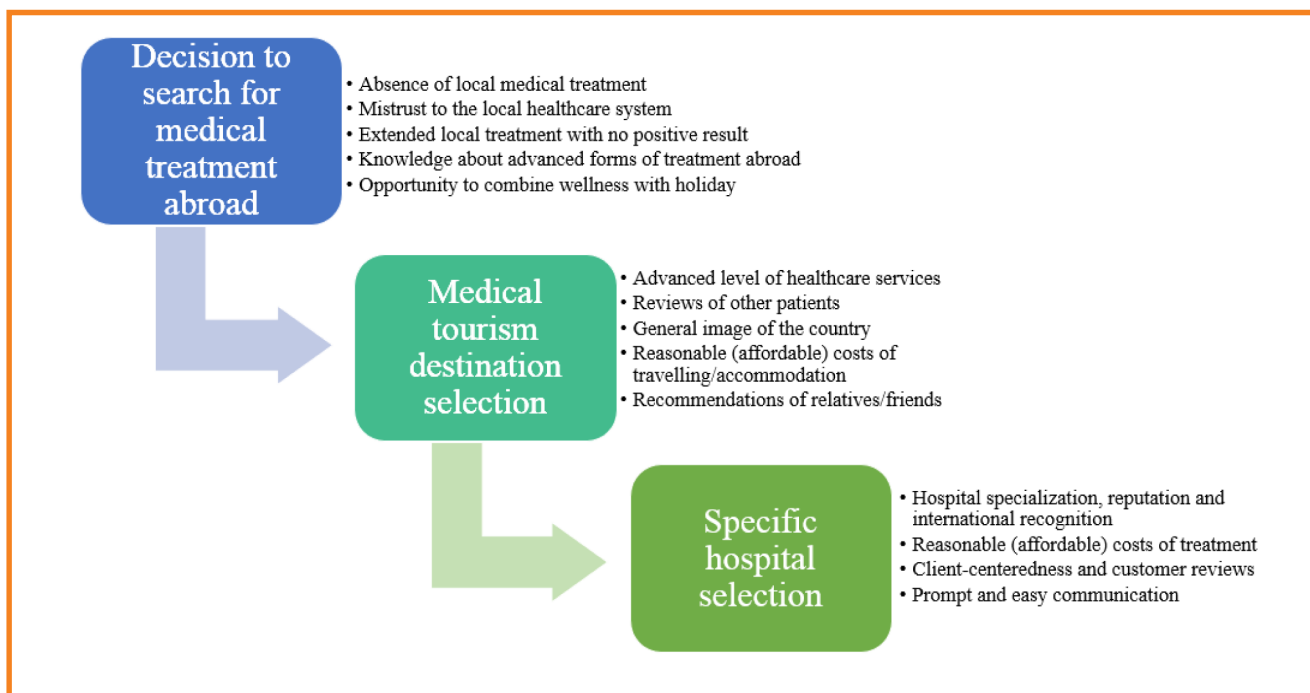 Decision to
search for
medical
treatment
abroad
• Absence of local medical treatment
• Mistrust to the local healthcare system
• Extended local treatment with no positive result
• Knowledge about advanced forms of treatment abroad
• Opportunity to combine wellness with holiday
Medical
tourism
destination
selection
• Advanced level of healthcare services
• Reviews of other patients
• General image of the country
• Reasonable (affordable) costs of
travelling/accommodation
• Recommendations of relatives/friends
Specific
hospital
selection
• Hospital specialization, reputation and
international recognition
• Reasonable (affordable) costs of treatment
• Client-centeredness and customer reviews
• Prompt and easy communication